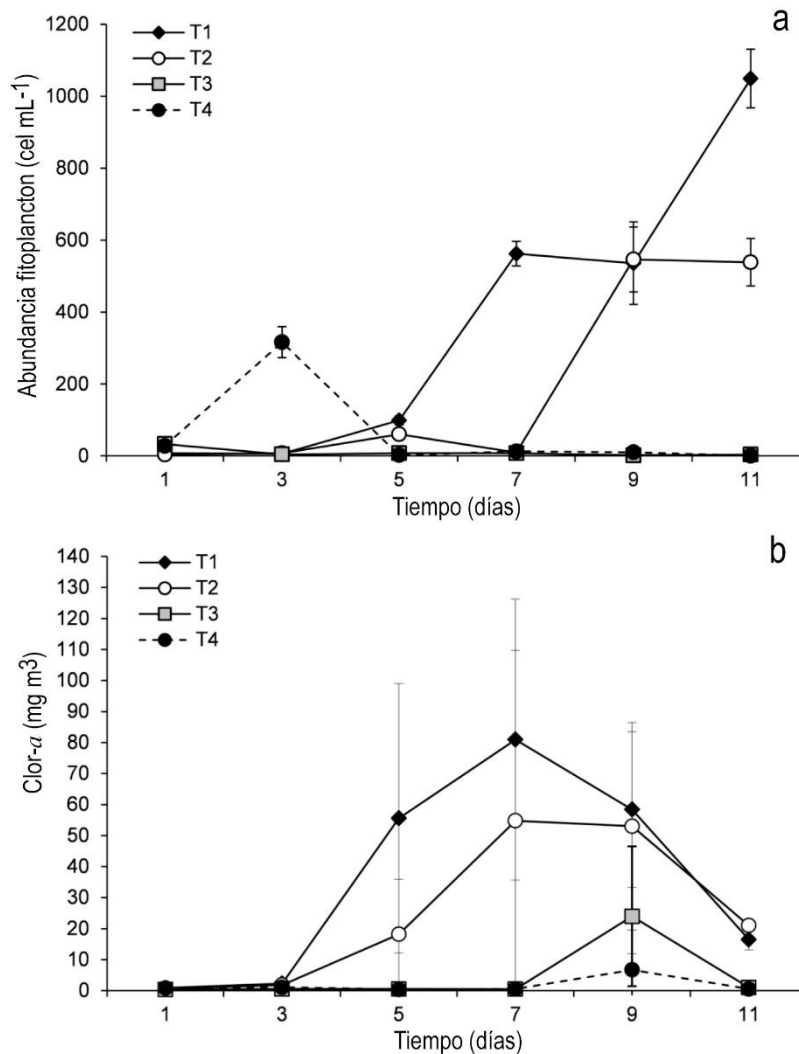 a
T1
T2
T3
T4
1200
1000
800
600
400
200
0
Abundancia fitoplancton (cel mL-1)
1 3 5 7 9 11
Tiempo (días)
b
T1
T2
T3
T4
140
130
120
110
100
90
80
70
60
50
40
30
20
10
0
Clor-a (mg m3)
1 3 5 7 9 11
Tiempo (días)